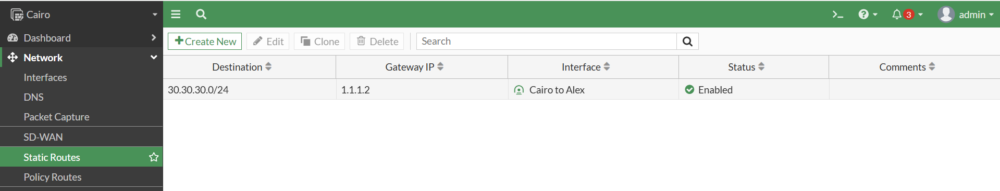 Cairo
3
admin
Dashboard
Network
Interfaces
DNS
Packet Capture
SD-WAN
Static Routes
Policy Routes
Create New Edit Clone Delete Search
Destination Gateway IP Interface Status Comments
30.30.30.0/24 1.1.1.2 Cairo to Alex Enabled